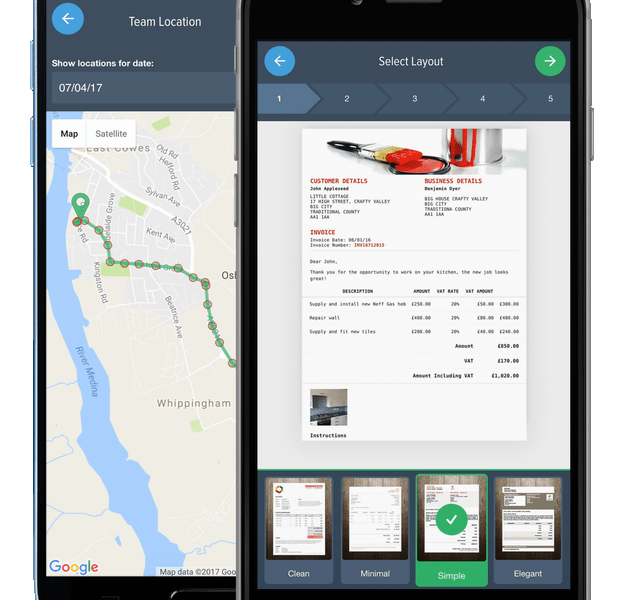 Team Location
Show locations for date:
07/04/17
Map Satellite
East Cowes
Old Rd
Hefford Rd
Sylvan Ave
Adelaide Grove
A3021
Kent Ave
Kingston Rd
Beatrice Ave
River Medina
Whippingham
Google
Map data ©2017 Goo
Select Layout
1 2 3 4 5
CUSTOMER DETAILS BUSINESS DETAILS
John Appleseed Benjamin Dyer
LITTLE COTTAGE BIG HOUSE CRAFTY VALLEY
17 HIGH STREET, CRAFTY VALLEY BIG CITY
BIG CITY TRADITIONA COUNTY
TRADITIONAL COUNTY AA1 1AA
AA1 1AA
INVOICE
Invoice Date: 06/01/16
Invoice Number: INV16712015
Dear John,
Thank you for the opportunity to work on your kitchen, the new job looks
great!
DESCRIPTION AMOUNT VAT RATE VAT AMOUNT
Supply and install new Neff Gas hob £250.00 20% £50.00 £300.00
Repair wall £400.00 20% £80.00 £480.00
Supply and fit new tiles £200.00 20% £40.00 £240.00
Amount £850.00
VAT £170.00
Amount Including VAT £1,020.00
Instructions
Clean Minimal Simple Elegant